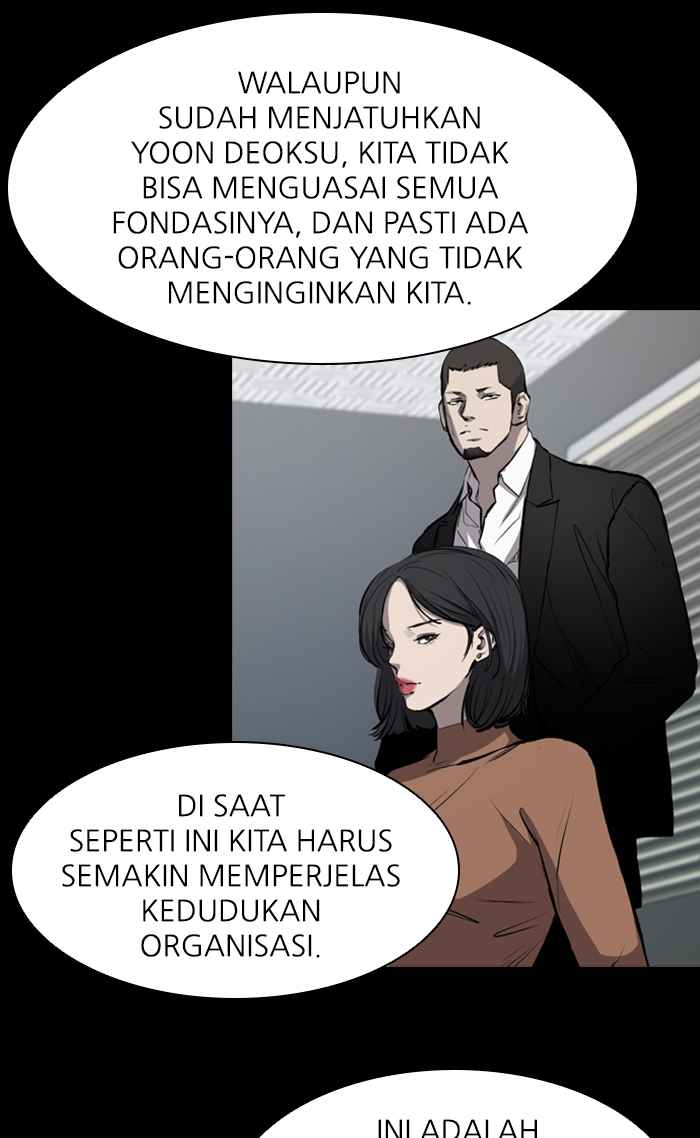 WALAUPUN
SUDAH MENJATUHKAN
YOON DEOKSU, KITA TIDAK
BISA MENGUASAI SEMUA
FONDASINYA, DAN PASTI ADA
ORANG-ORANG YANG TIDAK
MENGINGINKAN KITA.
DI SAAT
SEPERTI INI KITA HARUS
SEMAKIN MEMPERJELAS
KEDUDUKAN
ORGANISASI.
INI ADALAH